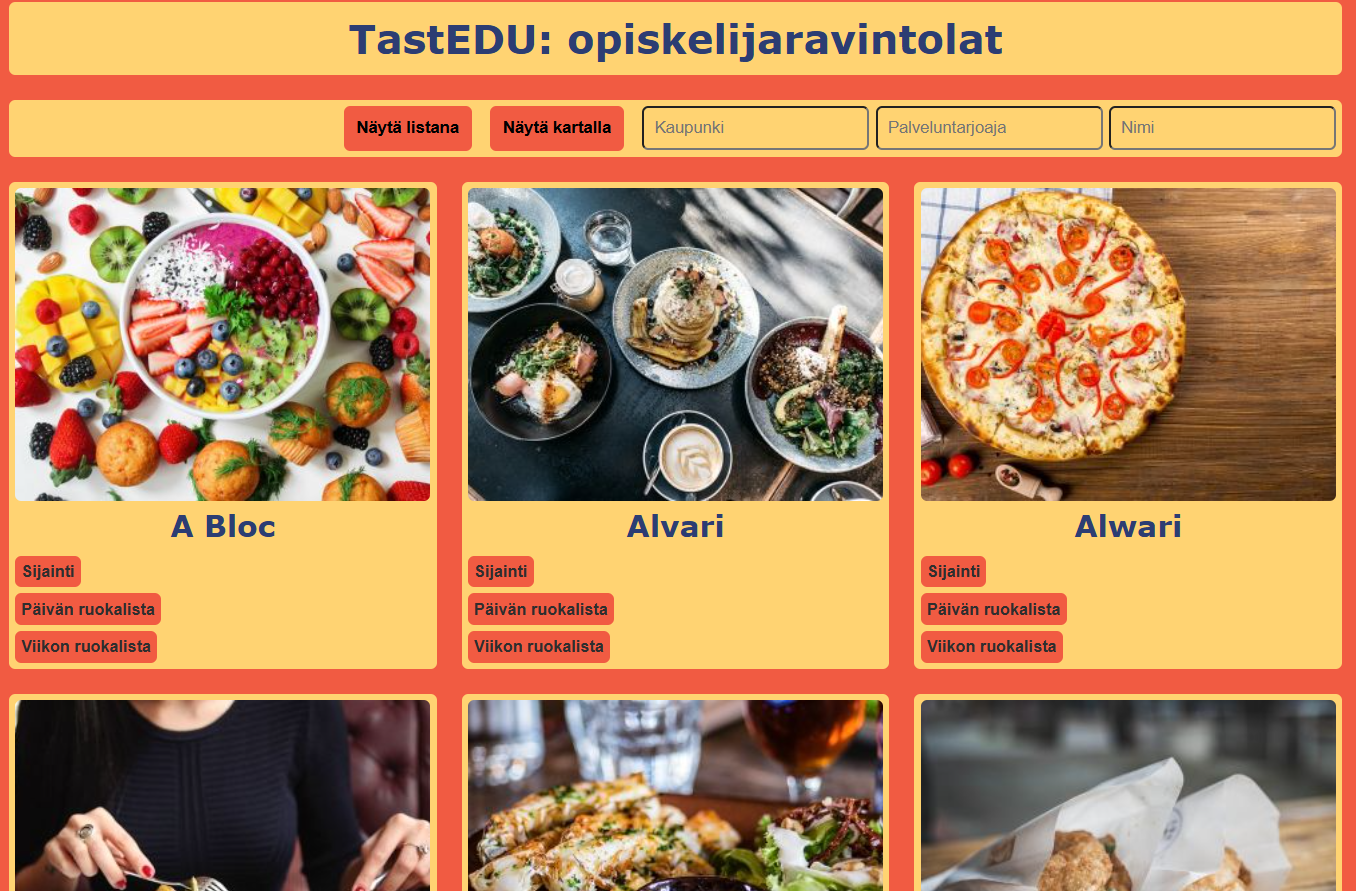 TastEDU: opiskelijaravintolat
Näytä listana Näytä kartalla Kaupunki Palveluntarjoaja Nimi
A Bloc
Sijainti
Päivän ruokalista
Viikon ruokalista
Alvari
Sijainti
Päivän ruokalista
Viikon ruokalista
Alwari
Sijainti
Päivän ruokalista
Viikon ruokalista